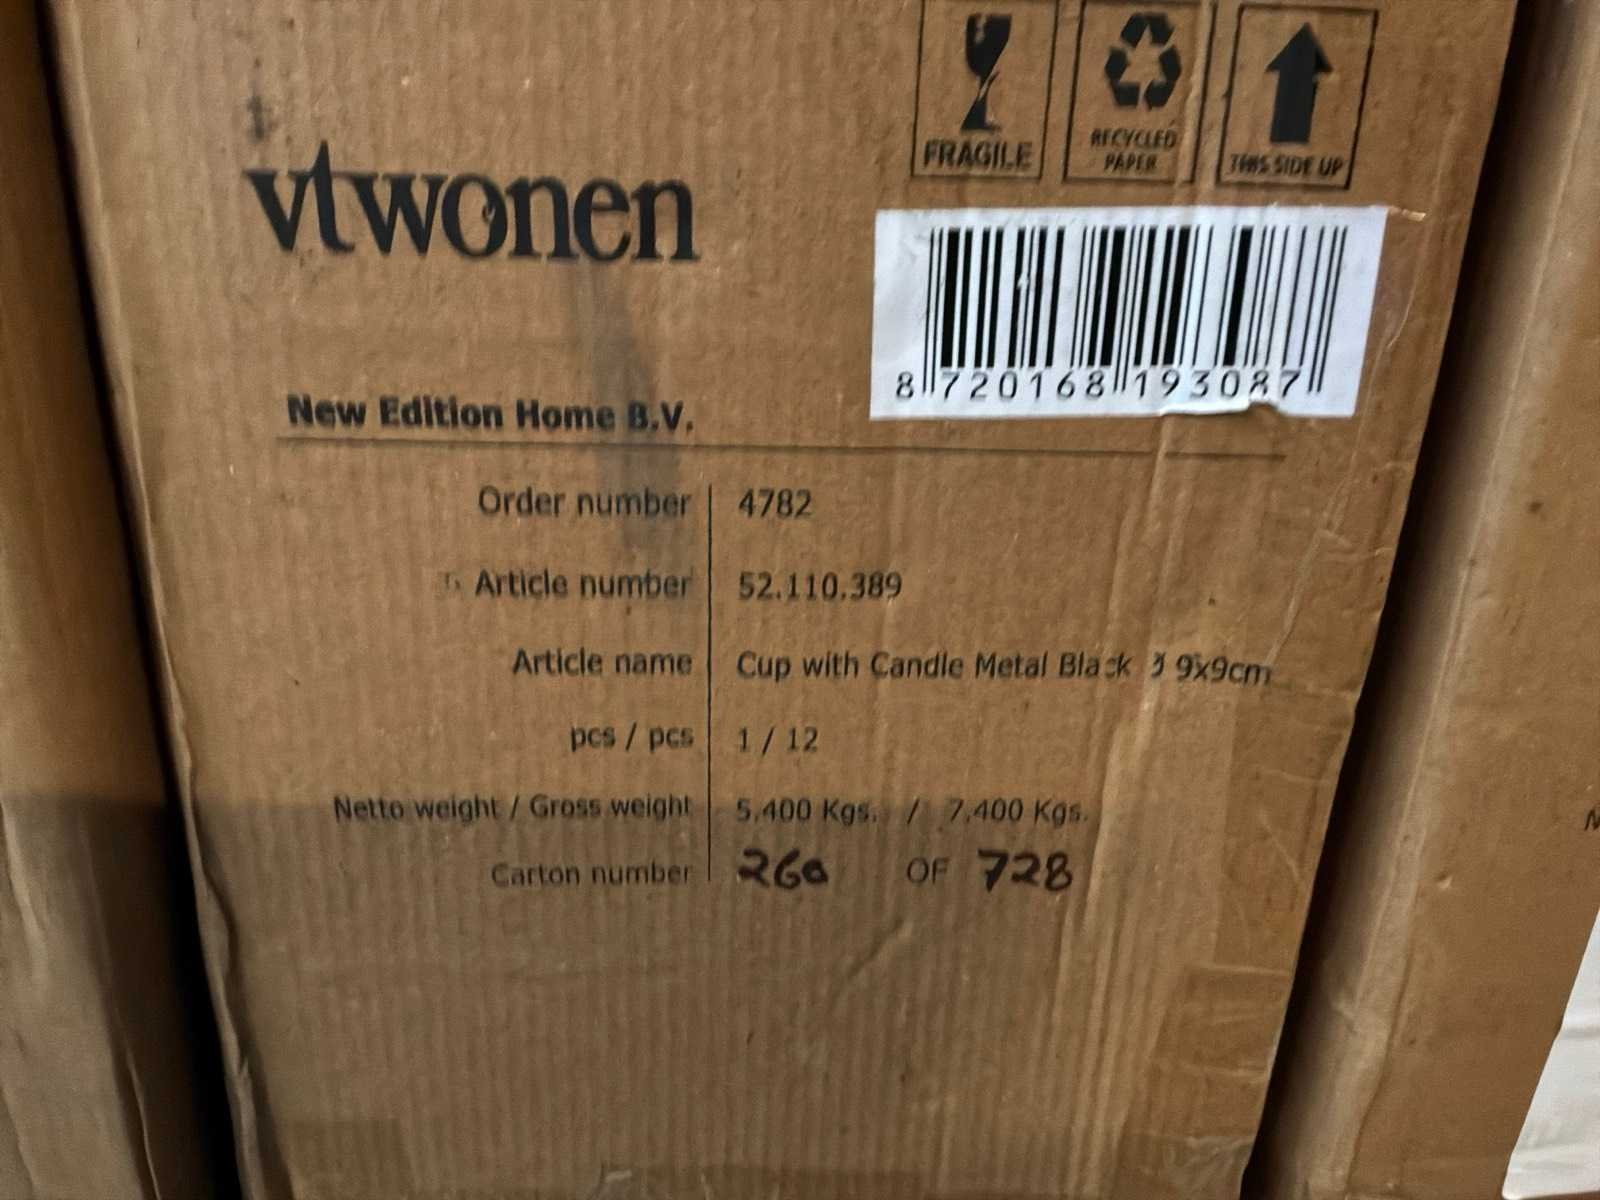 FRAGILE
RECYCLED
PAPER
THIS SIDE UP
vtwonen
8 720168 193087
New Edition Home B.V.
Order number 4782
Article number 52.110.389
Article name Cup with Candle Metal Black 9x9cm
pcs / pcs 1 / 12
Netto weight / Gross weight 5,400 Kgs. / 7,400 Kgs.
Carton number 260 OF 728